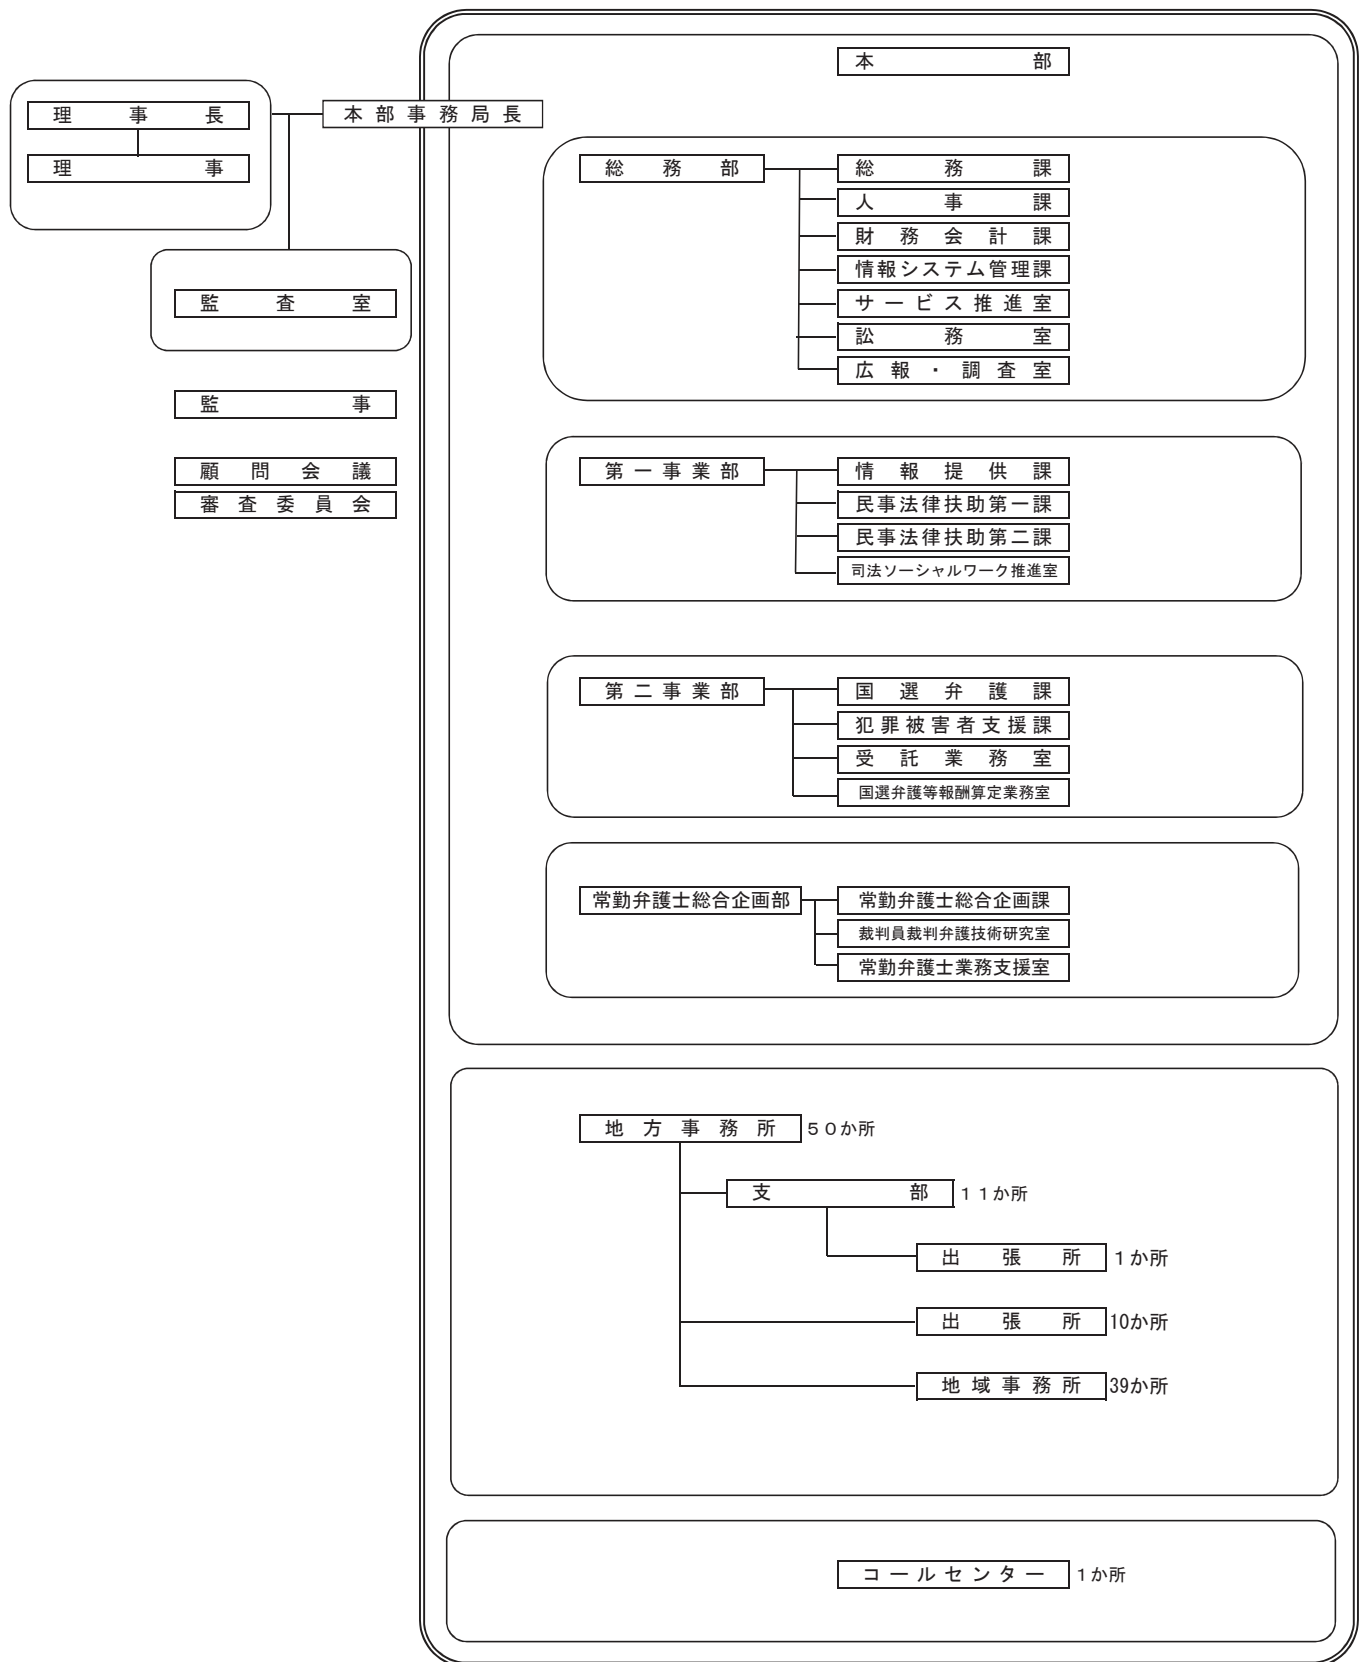 本部
理事長
本部事務局長
理事
監査室
監事
顧問会議
審査委員会
総務部
総務課
人事課
財務会計課
情報システム管理課
サービス推進室
訟務室
広報・調査室
第一事業部
情報提供課
民事法律扶助第一課
民事法律扶助第二課
司法ソーシャルワーク推進室
第二事業部
国選弁護課
犯罪被害者支援課
受託業務室
国選弁護等報酬算定業務室
常勤弁護士総合企画部
常勤弁護士総合企画課
裁判員裁判弁護技術研究室
常勤弁護士業務支援室
地方事務所 ５０か所
支部 １１か所
出張所 １か所
出張所 10か所
地域事務所 39か所
コールセンター １か所